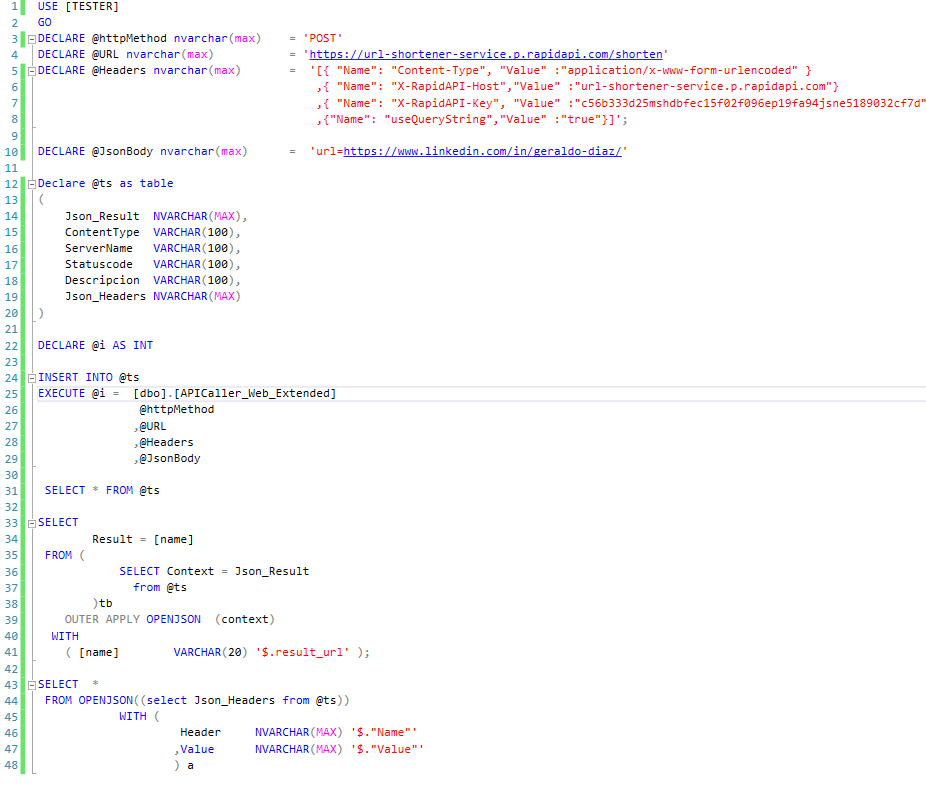 1 USE [TESTER]
2 GO
3 DECLARE @httpMethod nvarchar(max) = 'POST'
4 DECLARE @URL nvarchar(max) = 'https://url-shortener-service.p.rapidapi.com/shorten'
5 DECLARE @Headers nvarchar(max) = '[{ "Name": "Content-Type", "Value" :"application/x-www-form-urlencoded" }
6 ,{ "Name": "X-RapidAPI-Host","Value" :"url-shortener-service.p.rapidapi.com"}
7 ,{ "Name": "X-RapidAPI-Key", "Value" :"c56b333d25mshdbfec15f02f096ep19fa94jsne5189032cf7d"
8 ,{"Name": "useQueryString","Value" :"true"}]';
9
10 DECLARE @JsonBody nvarchar(max) = 'url=https://www.linkedin.com/in/geraldo-diaz/'
11
12 Declare @ts as table
13 (
14 Json_Result NVARCHAR(MAX),
15 ContentType VARCHAR(100),
16 ServerName VARCHAR(100),
17 Statuscode VARCHAR(100),
18 Descripcion VARCHAR(100),
19 Json_Headers NVARCHAR(MAX)
20 )
21
22 DECLARE @i AS INT
23
24 INSERT INTO @ts
25 EXECUTE @i = [dbo].[APICaller_Web_Extended]
26 @httpMethod
27 ,@URL
28 ,@Headers
29 ,@JsonBody
30
31 SELECT * FROM @ts
32
33 SELECT
34 Result = [name]
35 FROM (
36 SELECT Context = Json_Result
37 from @ts
38 )tb
39 OUTER APPLY OPENJSON (context)
40 WITH
41 ( [name] VARCHAR(20) '$.result_url' );
42
43 SELECT *
44 FROM OPENJSON((select Json_Headers from @ts))
45 WITH (
46 Header NVARCHAR(MAX) '$."Name"'
47 ,Value NVARCHAR(MAX) '$."Value"'
48 ) a